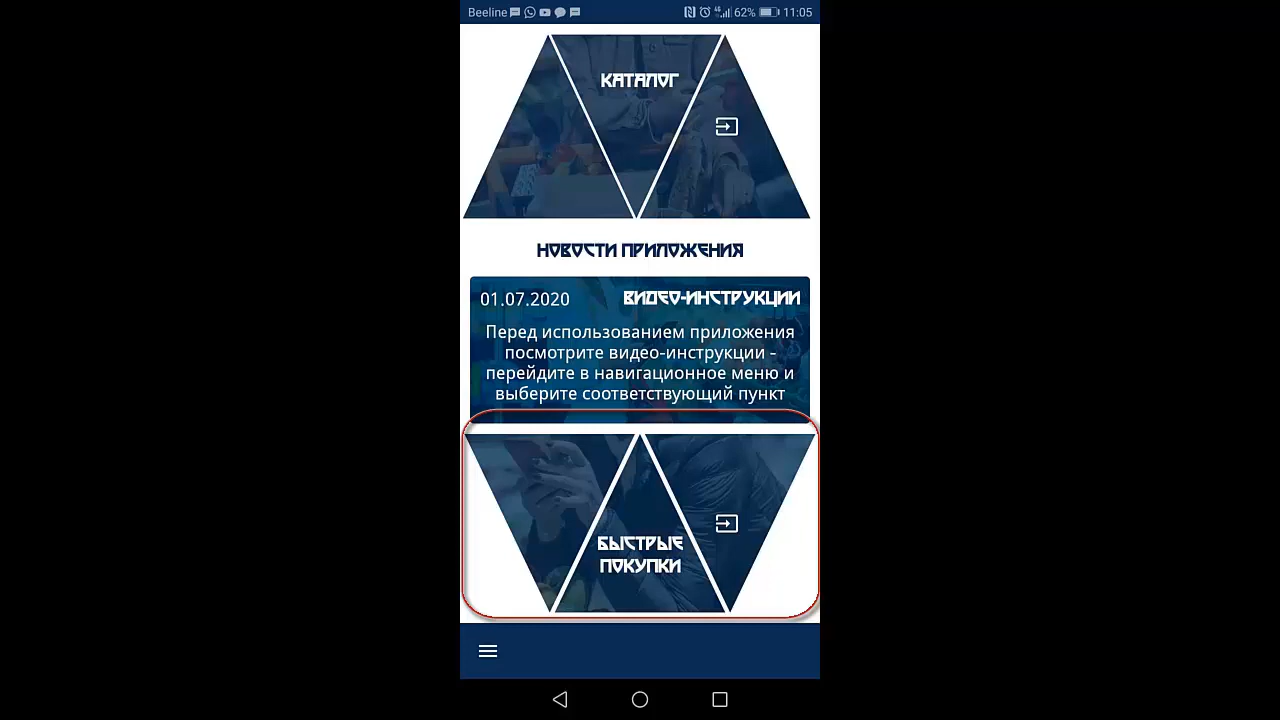 Beeline 62% 11:05
КАТАЛОГ
НОВОСТИ ПРИЛОЖЕНИЯ
01.07.2020 ВИДЕО-ИНСТРУКЦИИ
Перед использованием приложения
посмотрите видео-инструкции -
перейдите в навигационное меню и
выберите соответствующий пункт
БЫСТРЫЕ
ПОКУПКИ